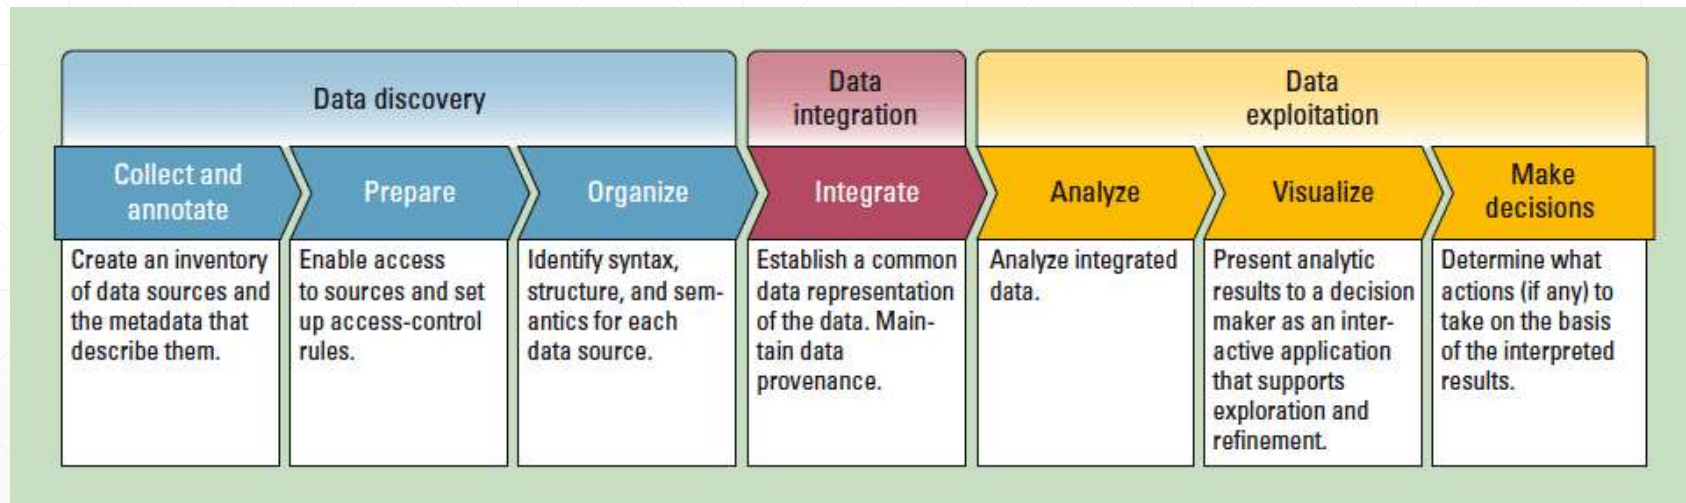 Data discovery
Data
integration
Data
exploitation
Collect and
annotate
Prepare
Organize
Integrate
Analyze
Visualize
Make
decisions
Create an inventory
of data sources and
the metadata that
describe them.
Enable access
to sources and set
up access-control
rules.
Identify syntax,
structure, and sem-
antics for each
data source.
Establish a common
data representation
of the data. Main-
tain data
provenance.
Analyze integrated
data.
Present analytic
results to a decision
maker as an inter-
active application
that supports
exploration and
refinement.
Determine what
actions (if any) to
take on the basis
of the interpreted
results.